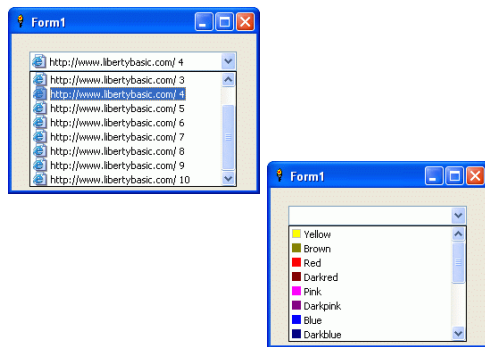 Form1
http://www.libertybasic.com/ 4
http://www.libertybasic.com/ 3
http://www.libertybasic.com/ 4
http://www.libertybasic.com/ 5
http://www.libertybasic.com/ 6
http://www.libertybasic.com/ 7
http://www.libertybasic.com/ 8
http://www.libertybasic.com/ 9
http://www.libertybasic.com/ 10
Form1
Yellow
Brown
Red
Darkred
Pink
Darkpink
Blue
Darkblue